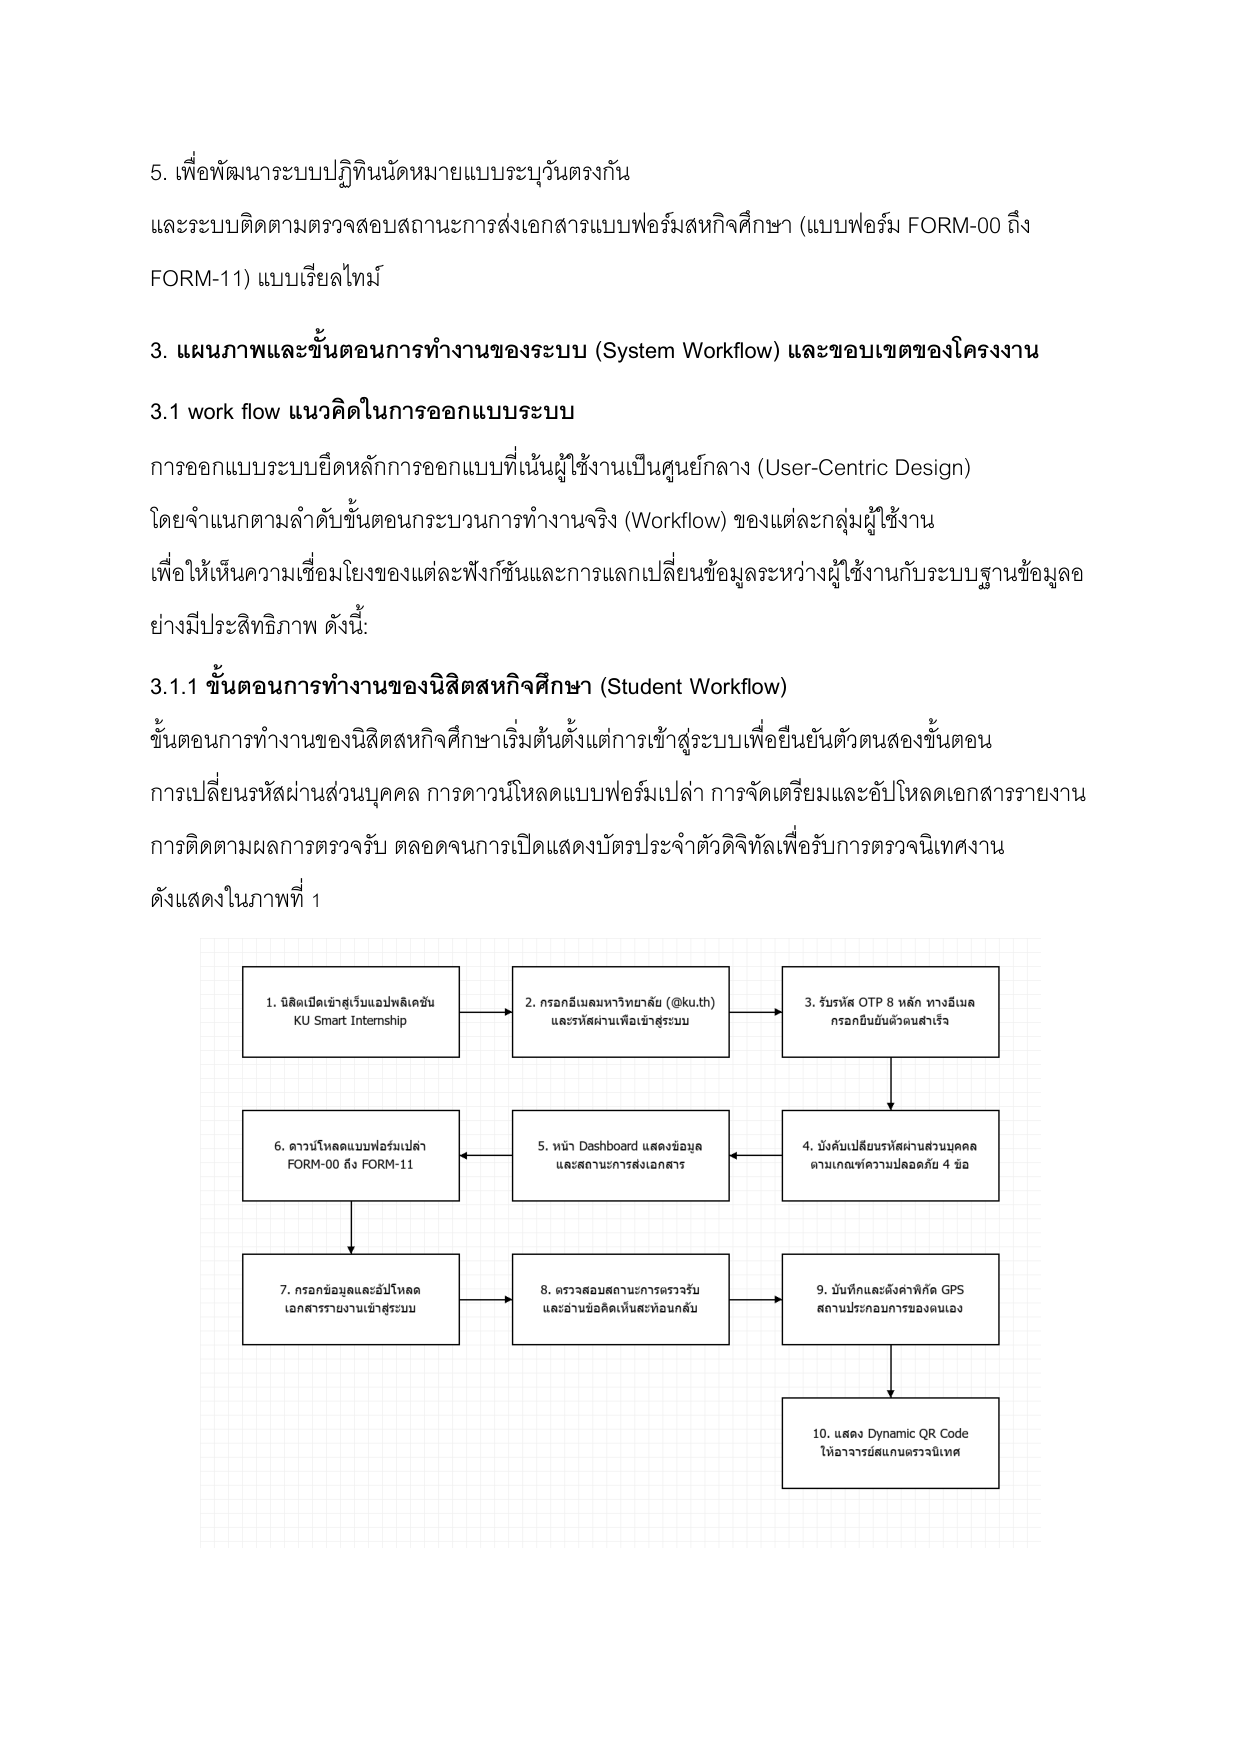 5. เพื่อพัฒนาระบบปฏิทินนัดหมายแบบระบุวันตรงกัน
และระบบติดตามตรวจสอบสถานะการส่งเอกสารแบบฟอร์มสหกิจศึกษา (แบบฟอร์ม FORM-00 ถึง
FORM-11) แบบเรียลไทม์
3. แผนภาพและขั้นตอนการทำงานของระบบ (System Workflow) และขอบเขตของโครงงาน
3.1 work flow แนวคิดในการออกแบบระบบ
การออกแบบระบบยึดหลักการออกแบบที่เน้นผู้ใช้งานเป็นศูนย์กลาง (User-Centric Design)
โดยจำแนกตามลำดับขั้นตอนกระบวนการทำงานจริง (Workflow) ของแต่ละกลุ่มผู้ใช้งาน
เพื่อให้เห็นความเชื่อมโยงของแต่ละฟังก์ชันและการแลกเปลี่ยนข้อมูลระหว่างผู้ใช้งานกับระบบฐานข้อมูลอ
ย่างมีประสิทธิภาพ ดังนี้:
3.1.1 ขั้นตอนการทำงานของนิสิตสหกิจศึกษา (Student Workflow)
ขั้นตอนการทำงานของนิสิตสหกิจศึกษาเริ่มต้นตั้งแต่การเข้าสู่ระบบเพื่อยืนยันตัวตนสองขั้นตอน
การเปลี่ยนรหัสผ่านส่วนบุคคล การดาวน์โหลดแบบฟอร์มเปล่า การจัดเตรียมและอัปโหลดเอกสารรายงาน
การติดตามผลการตรวจรับ ตลอดจนการเปิดแสดงบัตรประจำตัวดิจิทัลเพื่อรับการตรวจนิเทศงาน
ดังแสดงในภาพที่ 1
1. นิสิตเปิดเข้าสู่เว็บแอปพลิเคชัน
KU Smart Internship
2. กรอกอีเมลมหาวิทยาลัย (@ku.th)
และรหัสผ่านเพื่อเข้าสู่ระบบ
3. รับรหัส OTP 8 หลัก ทางอีเมล
กรอกยืนยันตัวตนสำเร็จ
4. บังคับเปลี่ยนรหัสผ่านส่วนบุคคล
ตามเกณฑ์ความปลอดภัย 4 ข้อ
5. หน้า Dashboard แสดงข้อมูล
และสถานะการส่งเอกสาร
6. ดาวน์โหลดแบบฟอร์มเปล่า
FORM-00 ถึง FORM-11
7. กรอกข้อมูลและอัปโหลด
เอกสารรายงานเข้าสู่ระบบ
8. ตรวจสอบสถานะการตรวจรับ
และอ่านข้อคิดเห็นสะท้อนกลับ
9. บันทึกและตั้งค่าพิกัด GPS
สถานประกอบการของตนเอง
10. แสดง Dynamic QR Code
ให้อาจารย์สแกนตรวจนิเทศ